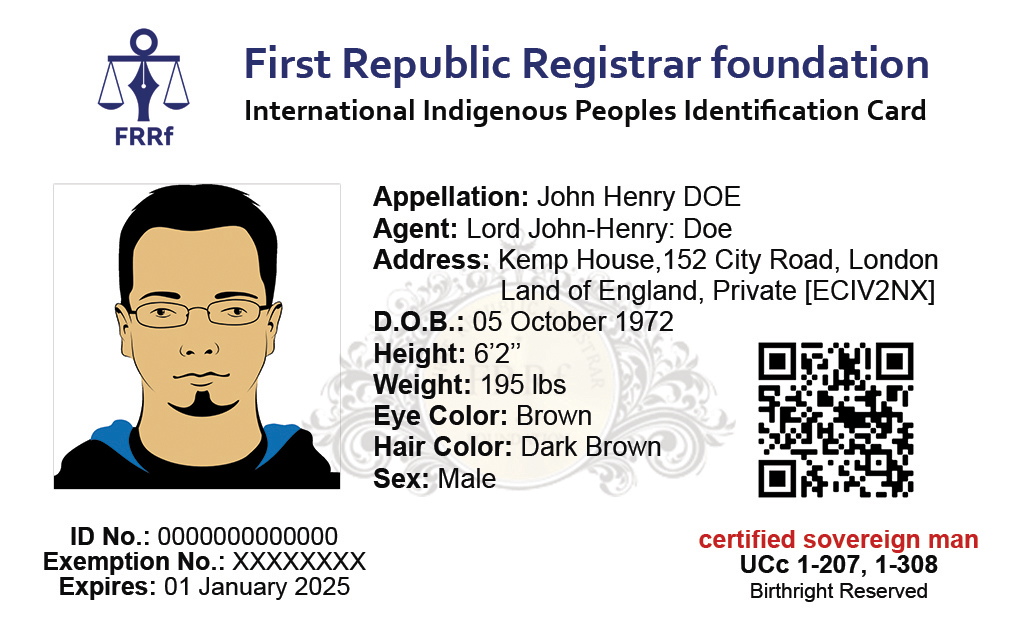 First Republic Registrar foundation
International Indigenous Peoples Identification Card
FRRf
Appellation: John Henry DOE
Agent: Lord John-Henry: Doe
Address: Kemp House,152 City Road, London
Land of England, Private [ECIV2NX]
D.O.B.: 05 October 1972
Height: 6’2’’
Weight: 195 lbs
Eye Color: Brown
Hair Color: Dark Brown
Sex: Male
ID No.: 0000000000000
Exemption No.: XXXXXXXX
Expires: 01 January 2025
certified sovereign man
UCc 1-207, 1-308
Birthright Reserved